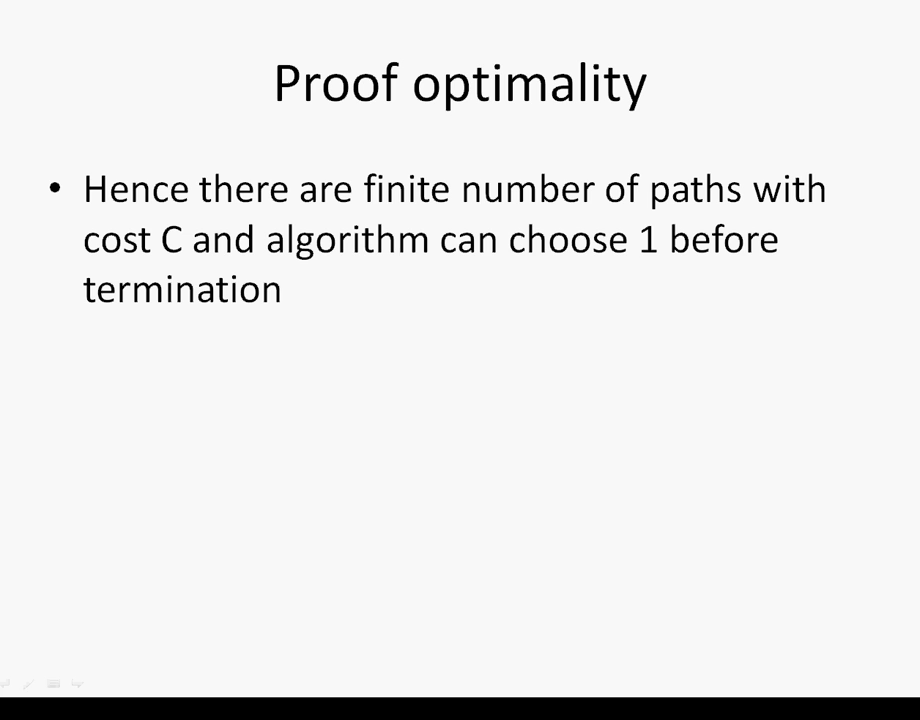 Proof optimality
• Hence there are finite number of paths with
cost C and algorithm can choose 1 before
termination